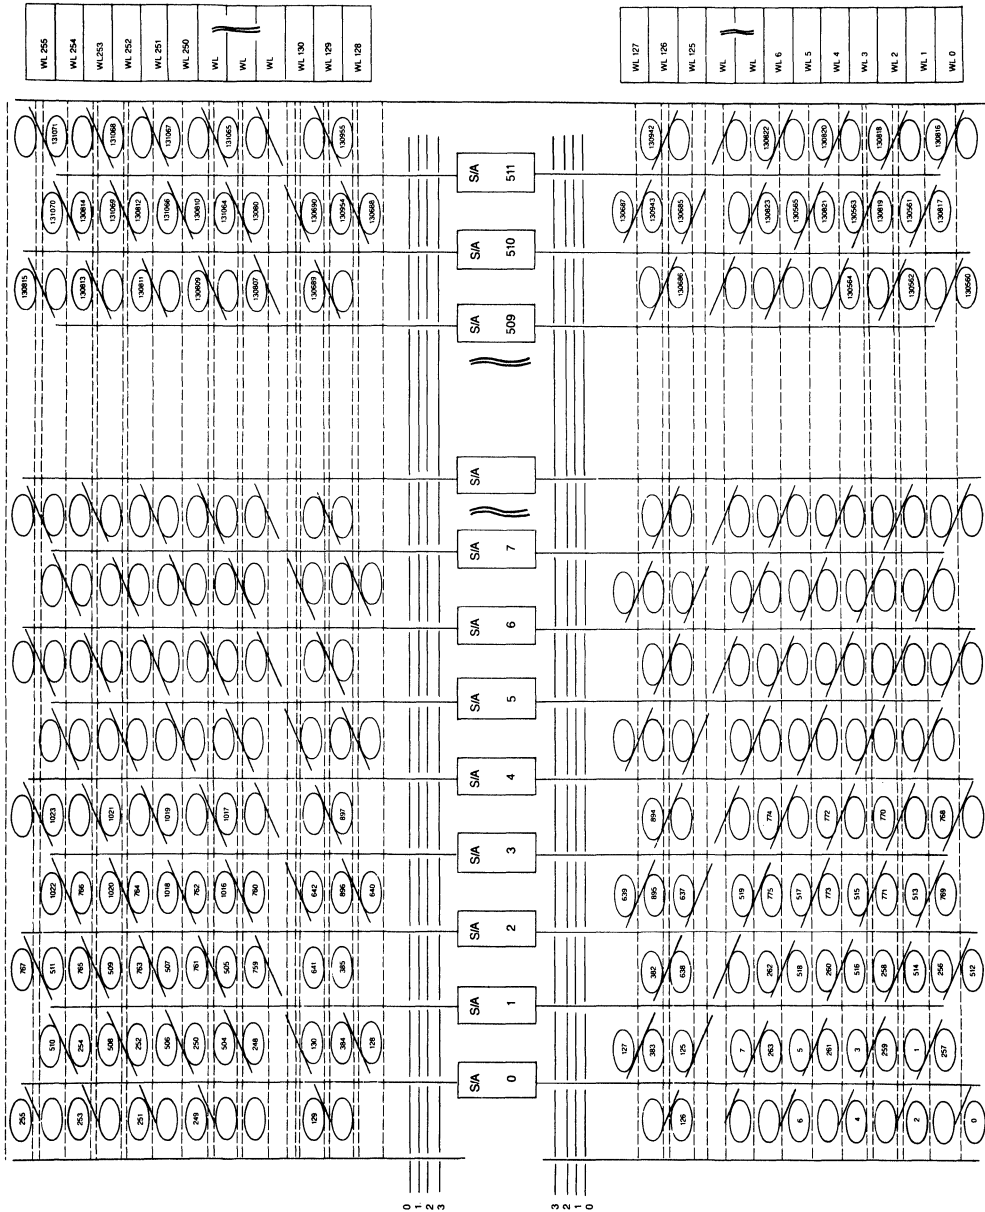 WL 255
WL 254
WL253
WL 252
WL 251
WL 250
WL
WL
WL
WL 130
WL 129
WL 128
WL 127
WL 126
WL 125
WL
WL
WL 6
WL 5
WL 4
WL 3
WL 2
WL 1
WL 0
131071 131068 131067 131065 130955
130942 130822 130820 130818 130816
S/A 511
131070 130814 131069 130812 131066 130810 131064 13080 130690 130954 130688
130687 130943 130685 130823 130565 130821 130563 130819 130561 130817
S/A 510
130815 130813 130811 130809 130807 130689
130686 130564 130562 130560
S/A 509
S/A
S/A 7
S/A 6
S/A 5
S/A 4
1023 1021 1019 1017 897
894 774 772 770 768
S/A 3
1022 766 1020 764 1018 762 1016 760 642 896 640
639 895 637 519 775 517 773 515 771 513 769
S/A 2
767 511 765 509 763 507 761 505 759 641 385
382 638 262 518 260 516 258 514 256 512
S/A 1
510 254 508 252 506 250 504 248 130 384 128
127 383 125 7 263 5 261 3 259 1 257
S/A 0
255 253 251 249 129
126 6 4 2 0
0
1
2
3
3
2
1
0